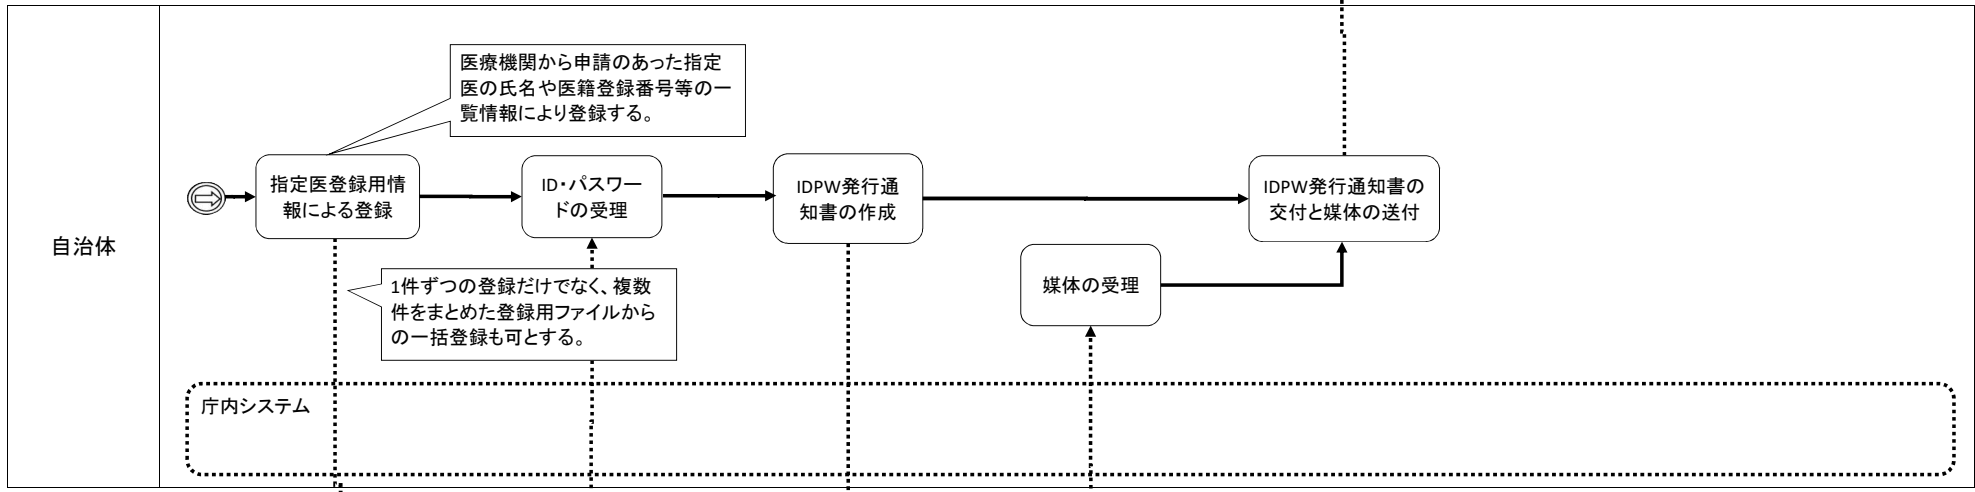 自治体
医療機関から申請のあった指定
医の氏名や医籍登録番号等の一
覧情報により登録する。
指定医登録用情
報による登録
ID・パスワー
ドの受理
IDPW発行通
知書の作成
IDPW発行通知書の
交付と媒体の送付
媒体の受理
1件ずつの登録だけでなく、複数
件をまとめた登録用ファイルから
の一括登録も可とする。
庁内システム